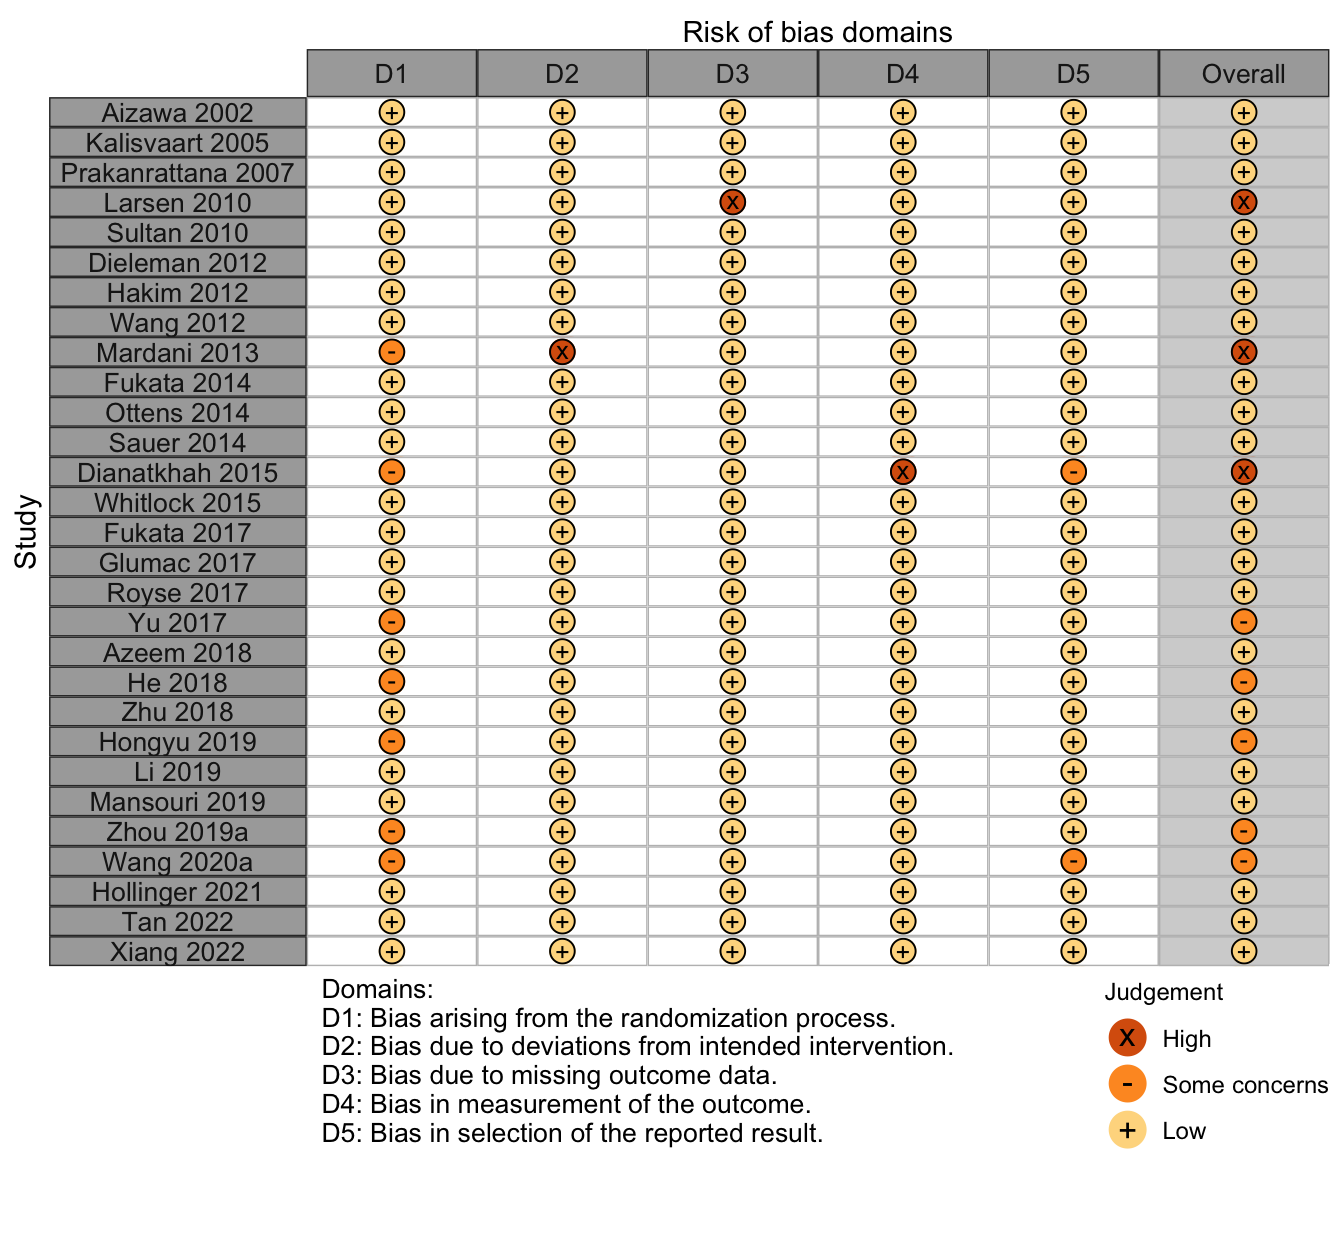 Risk of bias domains
D1 D2 D3 D4 D5 Overall
Study
Aizawa 2002 + + + + + +
Kalisvaart 2005 + + + + + +
Prakanrattana 2007 + + + + + +
Larsen 2010 + + X + + X
Sultan 2010 + + + + + +
Dieleman 2012 + + + + + +
Hakim 2012 + + + + + +
Wang 2012 + + + + + +
Mardani 2013 - X + + + X
Fukata 2014 + + + + + +
Ottens 2014 + + + + + +
Sauer 2014 + + + + + +
Dianatkhah 2015 - + + X - X
Whitlock 2015 + + + + + +
Fukata 2017 + + + + + +
Glumac 2017 + + + + + +
Royse 2017 + + + + + +
Yu 2017 - + + + + -
Azeem 2018 + + + + + +
He 2018 - + + + + -
Zhu 2018 + + + + + +
Hongyu 2019 - + + + + -
Li 2019 + + + + + +
Mansouri 2019 + + + + + +
Zhou 2019a - + + + + -
Wang 2020a - + + + - -
Hollinger 2021 + + + + + +
Tan 2022 + + + + + +
Xiang 2022 + + + + + +
Domains:
D1: Bias arising from the randomization process.
D2: Bias due to deviations from intended intervention.
D3: Bias due to missing outcome data.
D4: Bias in measurement of the outcome.
D5: Bias in selection of the reported result.
Judgement
X High
- Some concerns
+ Low